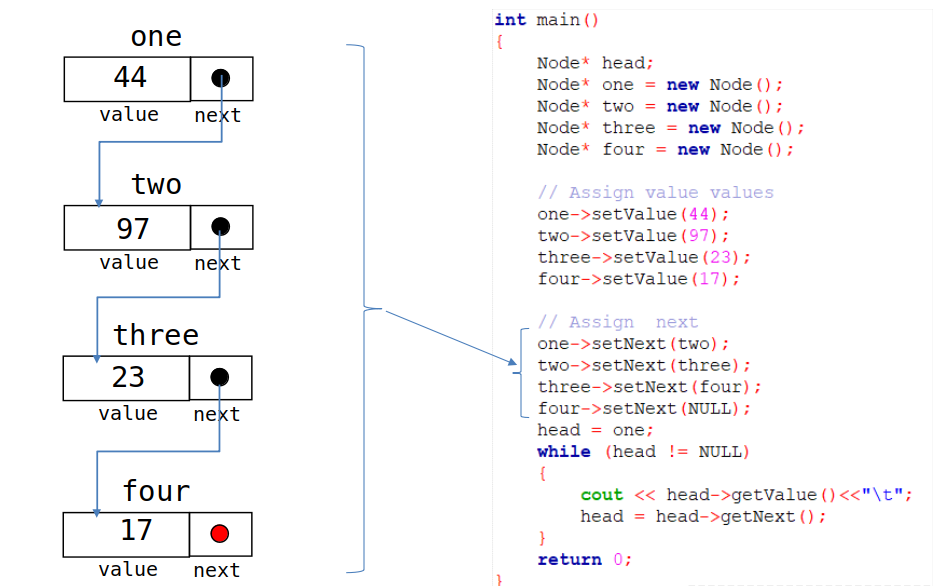 one
44
value next
two
97
value next
three
23
value next
four
17
value next
int main()
{
Node* head;
Node* one = new Node();
Node* two = new Node();
Node* three = new Node();
Node* four = new Node();
// Assign value values
one->setValue(44);
two->setValue(97);
three->setValue(23);
four->setValue(17);
// Assign  next
one->setNext(two);
two->setNext(three);
three->setNext(four);
four->setNext(NULL);
head = one;
while (head != NULL)
{
cout << head->getValue()<<"\t";
head = head->getNext();
}
return 0;
}